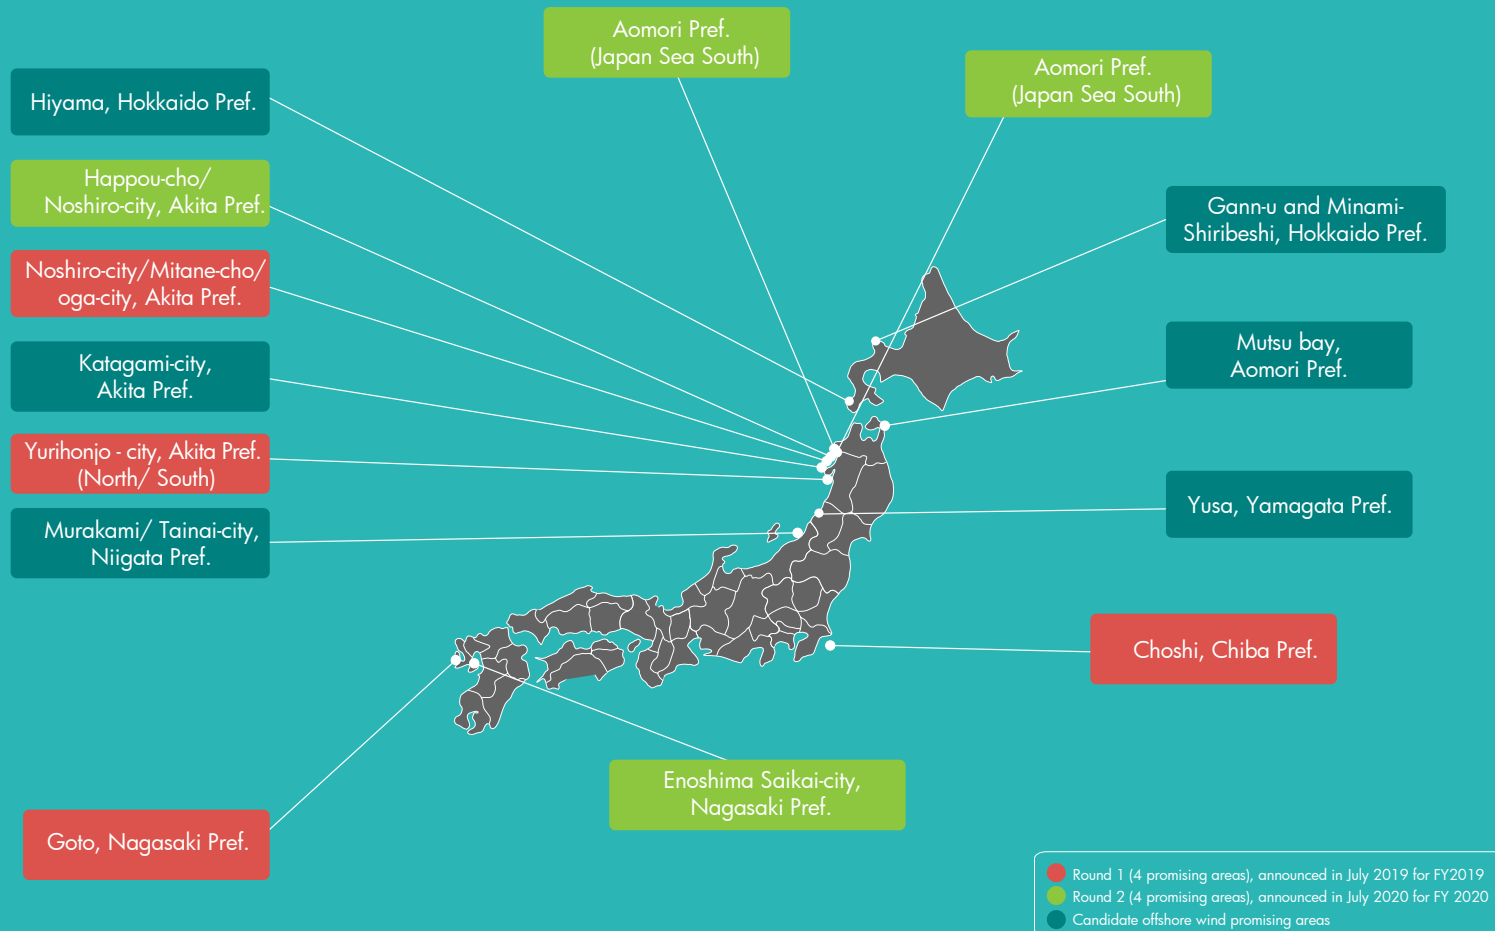 Aomori Pref.
(Japan Sea South)
Aomori Pref.
(Japan Sea South)
Hiyama, Hokkaido Pref.
Happou-cho/
Noshiro-city, Akita Pref.
Noshiro-city/Mitane-cho/
oga-city, Akita Pref.
Katagami-city,
Akita Pref.
Yurihonjo - city, Akita Pref.
(North/ South)
Murakami/ Tainai-city,
Niigata Pref.
Gann-u and Minami-
Shiribeshi, Hokkaido Pref.
Mutsu bay,
Aomori Pref.
Yusa, Yamagata Pref.
Choshi, Chiba Pref.
Enoshima Saikai-city,
Nagasaki Pref.
Goto, Nagasaki Pref.
Round 1 (4 promising areas), announced in July 2019 for FY2019
Round 2 (4 promising areas), announced in July 2020 for FY 2020
Candidate offshore wind promising areas